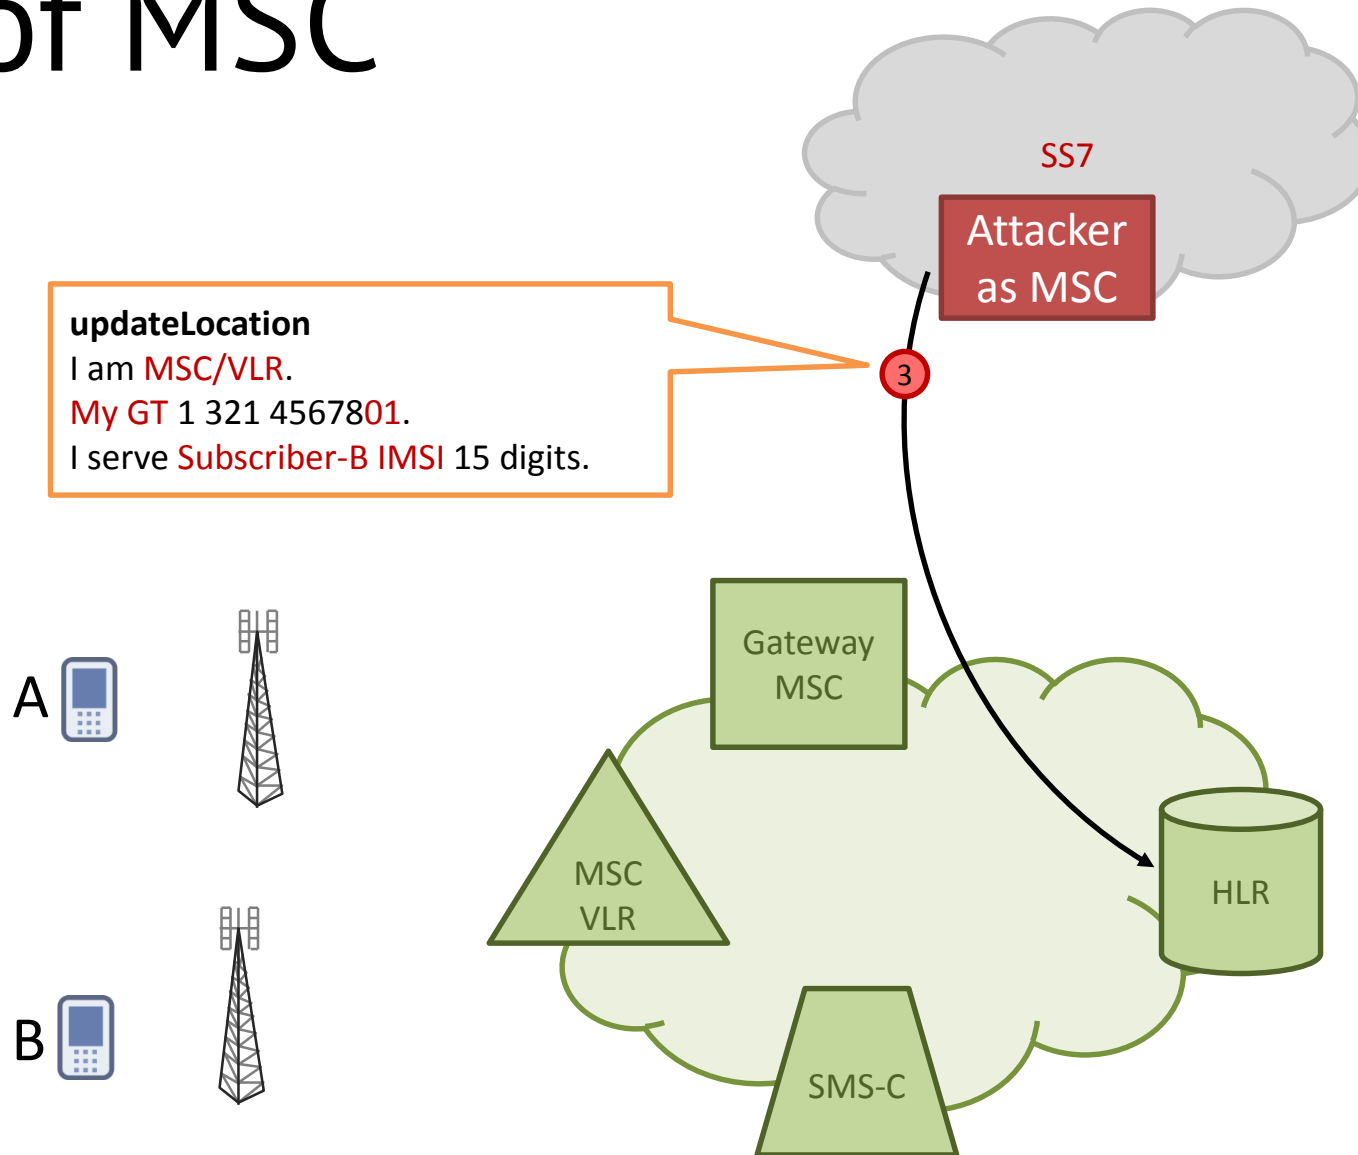 of MSC
SS7
Attacker
as MSC
updateLocation
I am MSC/VLR.
My GT 1 321 4567801.
I serve Subscriber-B IMSI 15 digits.
3
Gateway
MSC
A
MSC
VLR
HLR
B
SMS-C